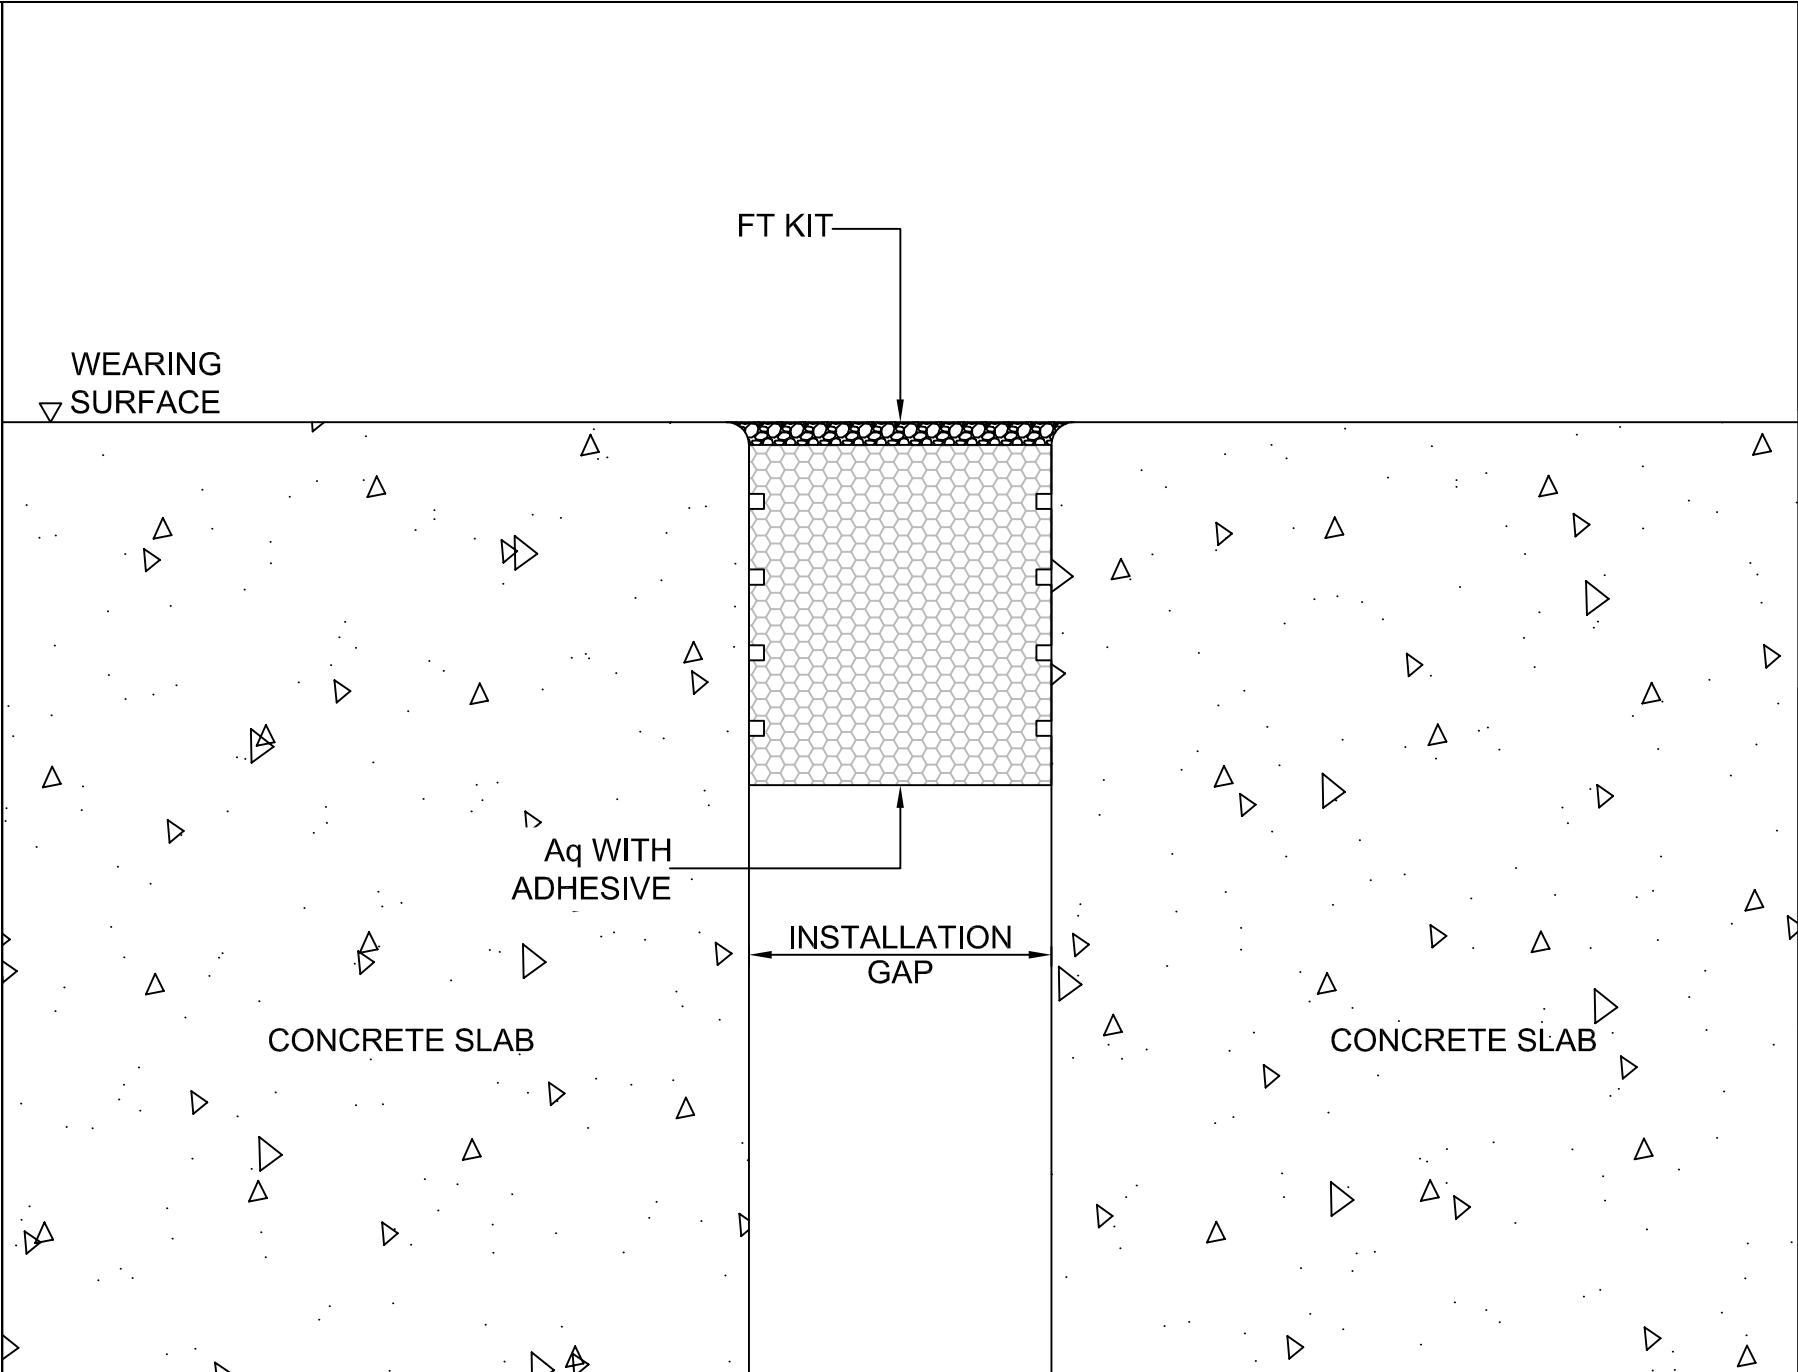 FT KIT
WEARING
SURFACE
Aq WITH
ADHESIVE
INSTALLATION
GAP
CONCRETE SLAB
CONCRETE SLAB